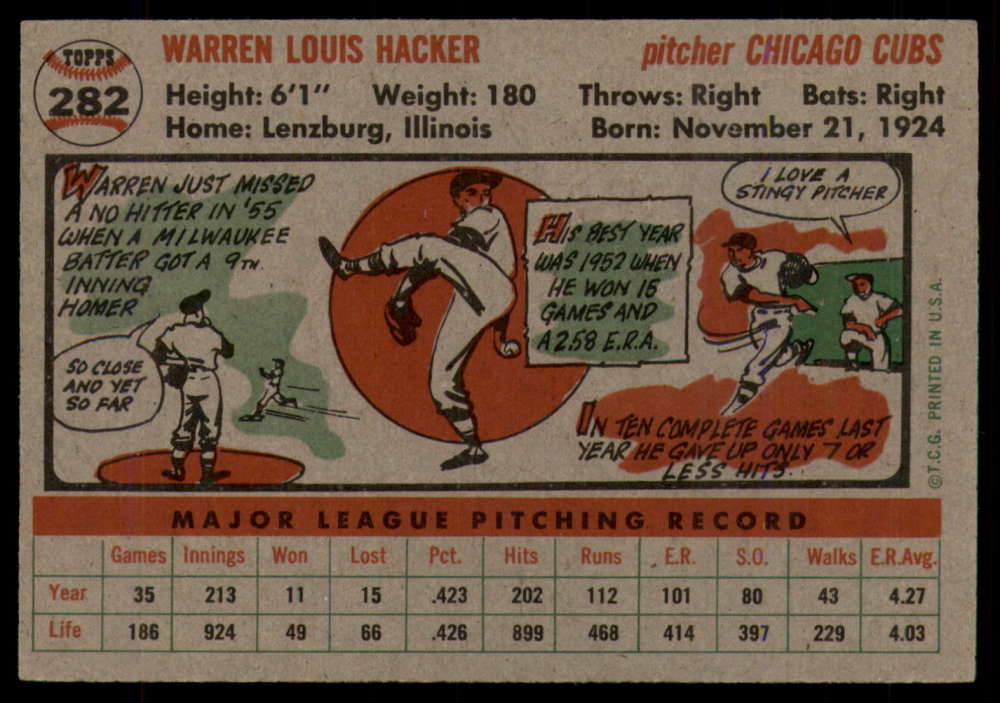 TOPPS
282
WARREN LOUIS HACKER
pitcher CHICAGO CUBS
Height: 6'1" Weight: 180 Throws: Right Bats: Right
Home: Lenzburg, Illinois Born: November 21, 1924
WARREN JUST MISSED
A NO HITTER IN '55
WHEN A MILWAUKEE
BATTER GOT A 9TH.
INNING
HOMER
SO CLOSE
AND YET
SO FAR
HIS BEST YEAR
WAS 1952 WHEN
HE WON 15
GAMES AND
A 2.58 E.R.A.
I LOVE A
STINGY PITCHER
IN TEN COMPLETE GAMES LAST
YEAR HE GAVE UP ONLY 7 OR
LESS HITS.
©T.C.G. PRINTED IN U.S.A.
MAJOR LEAGUE PITCHING RECORD
Games Innings Won Lost Pct. Hits Runs E.R. S.O. Walks E.R.Avg.
Year 35 213 11 15 .423 202 112 101 80 43 4.27
Life 186 924 49 66 .426 899 468 414 397 229 4.03